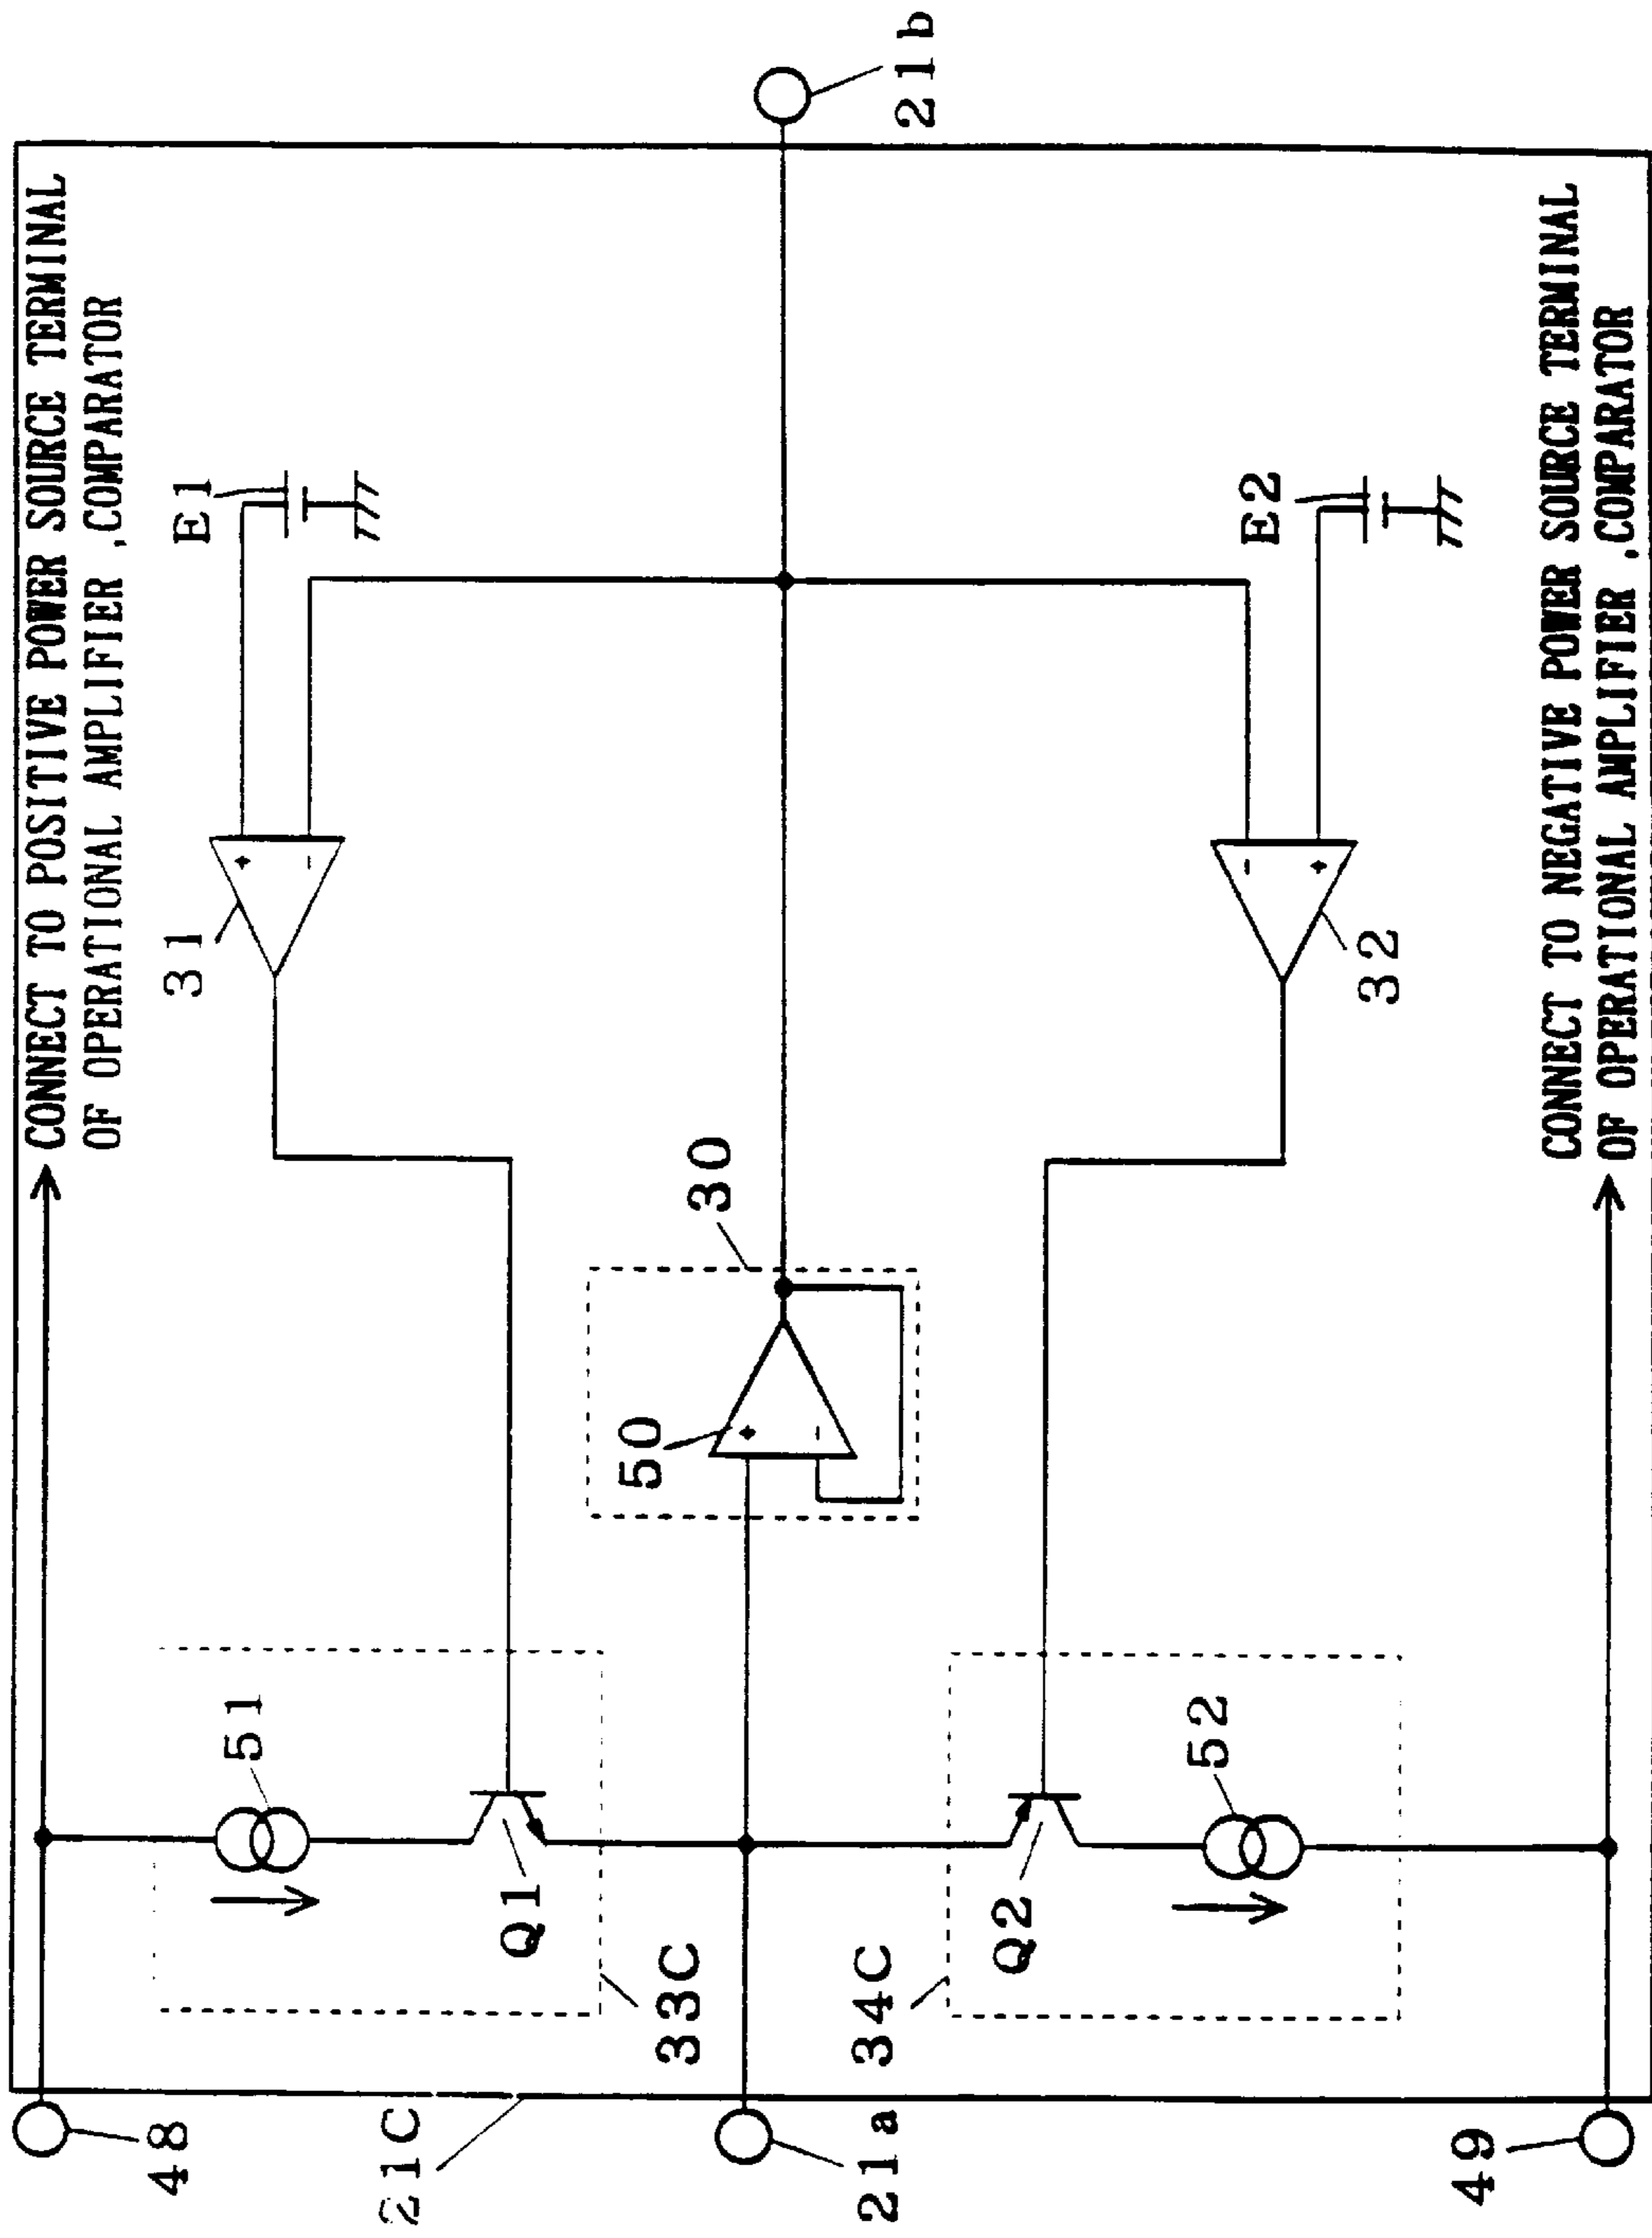 CONNECT TO POSITIVE POWER SOURCE TERMINAL
OF OPERATIONAL AMPLIFIER ,COMPARATOR
48
51
31
E1
+
−
Q1
33C
21C
50
+
−
30
21a
21b
34C
Q2
52
32
−
+
E2
49
CONNECT TO NEGATIVE POWER SOURCE TERMINAL
OF OPERATIONAL AMPLIFIER ,COMPARATOR